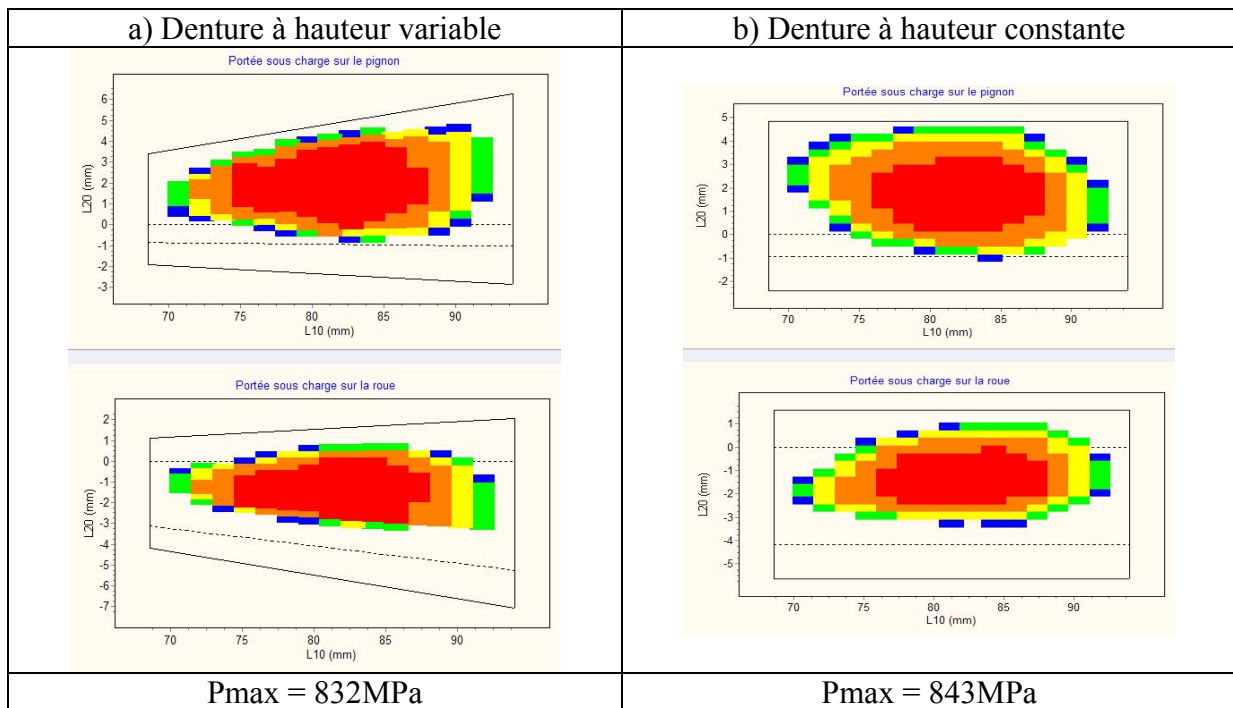 a) Denture à hauteur variable
b) Denture à hauteur constante
Portée sous charge sur le pignon
6
5
4
3
2
1
0
-1
-2
-3
L20 (mm)
70 75 80 85 90
L10 (mm)
Portée sous charge sur la roue
2
1
0
-1
-2
-3
-4
-5
-6
-7
L20 (mm)
70 75 80 85 90
L10 (mm)
Portée sous charge sur le pignon
5
4
3
2
1
0
-1
-2
L20 (mm)
70 75 80 85 90
L10 (mm)
Portée sous charge sur la roue
1
0
-1
-2
-3
-4
-5
L20 (mm)
70 75 80 85 90
L10 (mm)
Pmax = 832MPa
Pmax = 843MPa